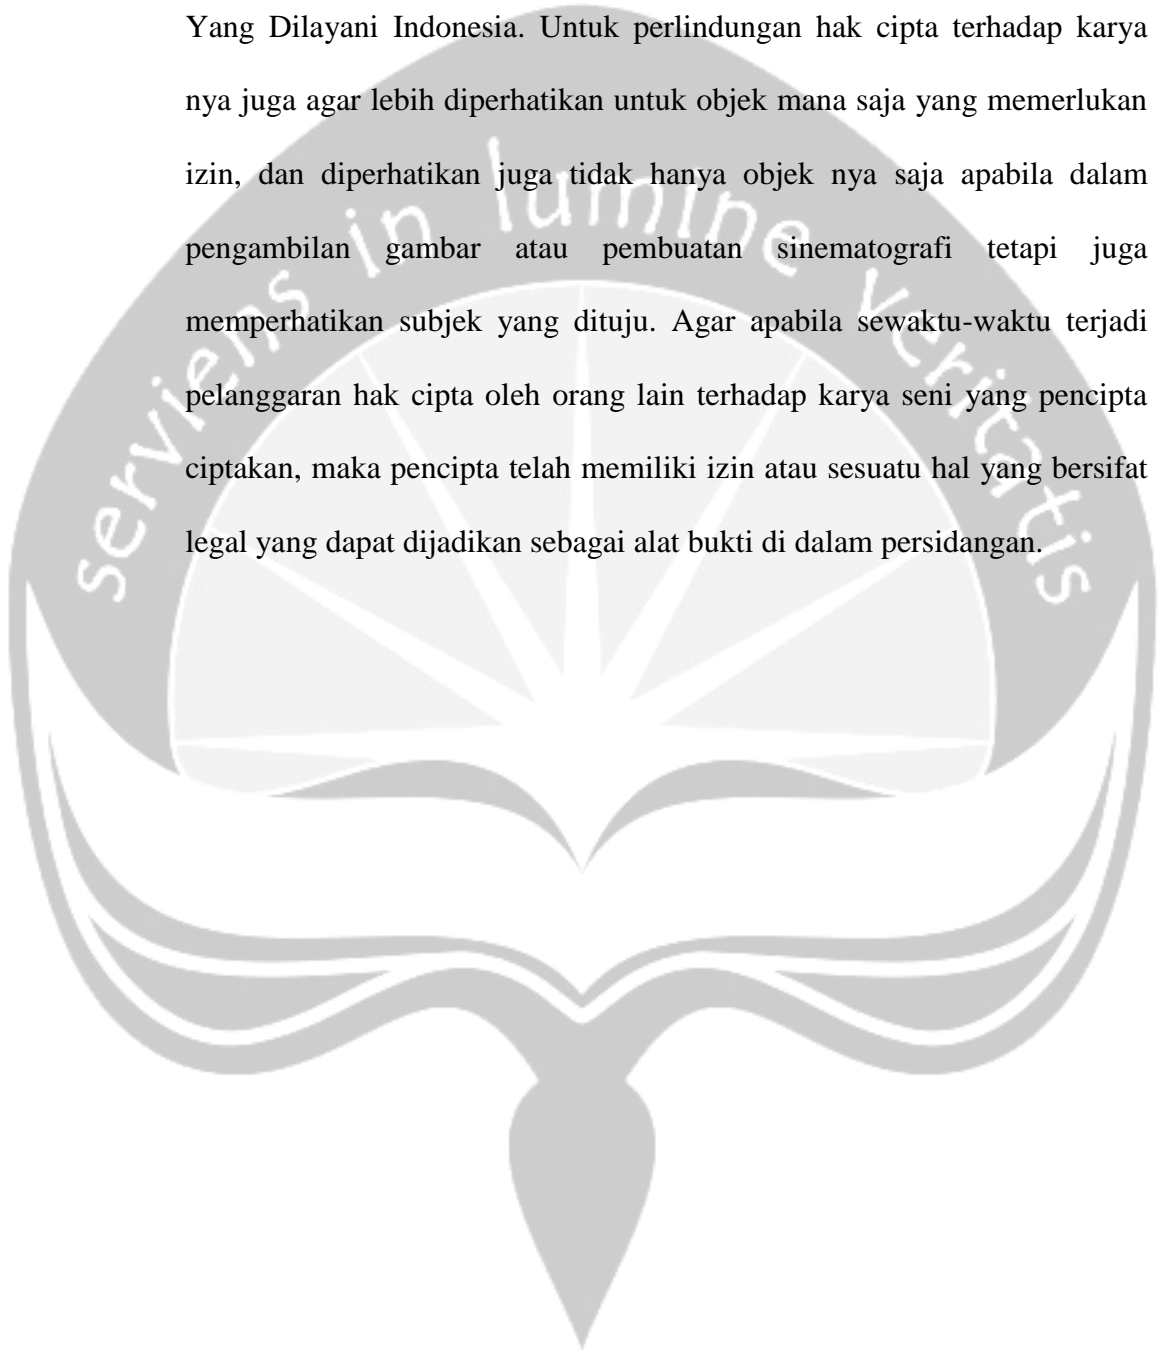 Yang Dilayani Indonesia. Untuk perlindungan hak cipta terhadap karya
nya juga agar lebih diperhatikan untuk objek mana saja yang memerlukan
izin, dan diperhatikan juga tidak hanya objek nya saja apabila dalam
pengambilan gambar atau pembuatan sinematografi tetapi juga
memperhatikan subjek yang dituju. Agar apabila sewaktu-waktu terjadi
pelanggaran hak cipta oleh orang lain terhadap karya seni yang pencipta
ciptakan, maka pencipta telah memiliki izin atau sesuatu hal yang bersifat
legal yang dapat dijadikan sebagai alat bukti di dalam persidangan.
serviens in lumine veritatis